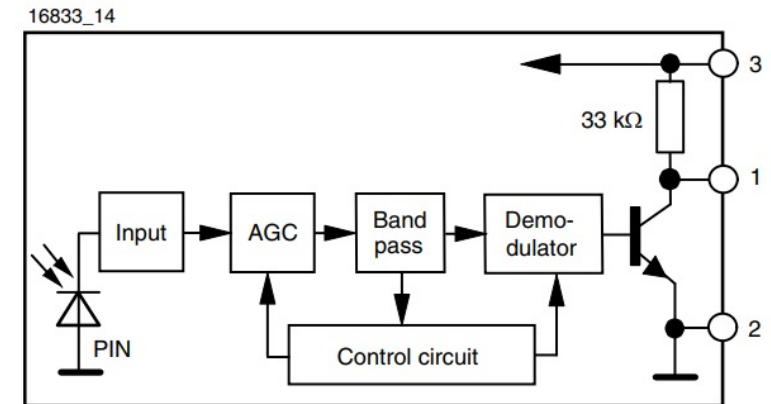 16833_14
3
33 kΩ
1
Input
AGC
Band
pass
Demo-
dulator
2
PIN
Control circuit